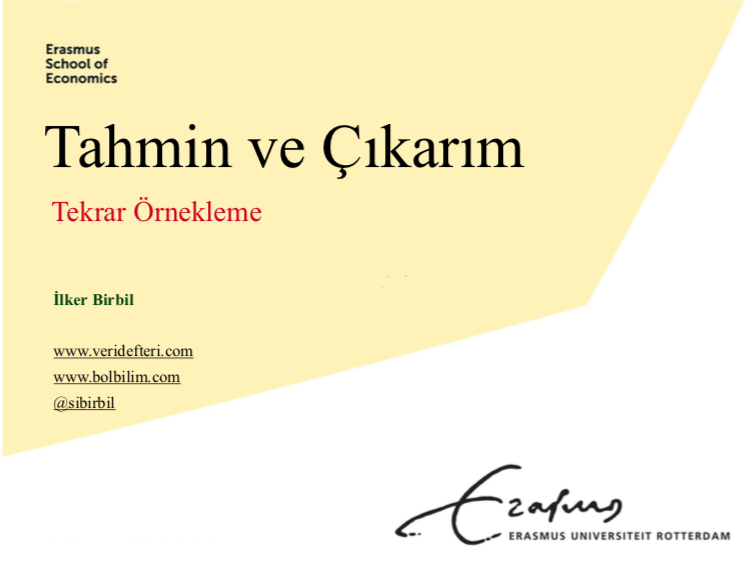 Erasmus
School of
Economics
Tahmin ve Çıkarım
Tekrar Örnekleme
İlker Birbil
www.veridefteri.com
www.bolbilim.com
@sibirbil
Erasmus
ERASMUS UNIVERSITEIT ROTTERDAM